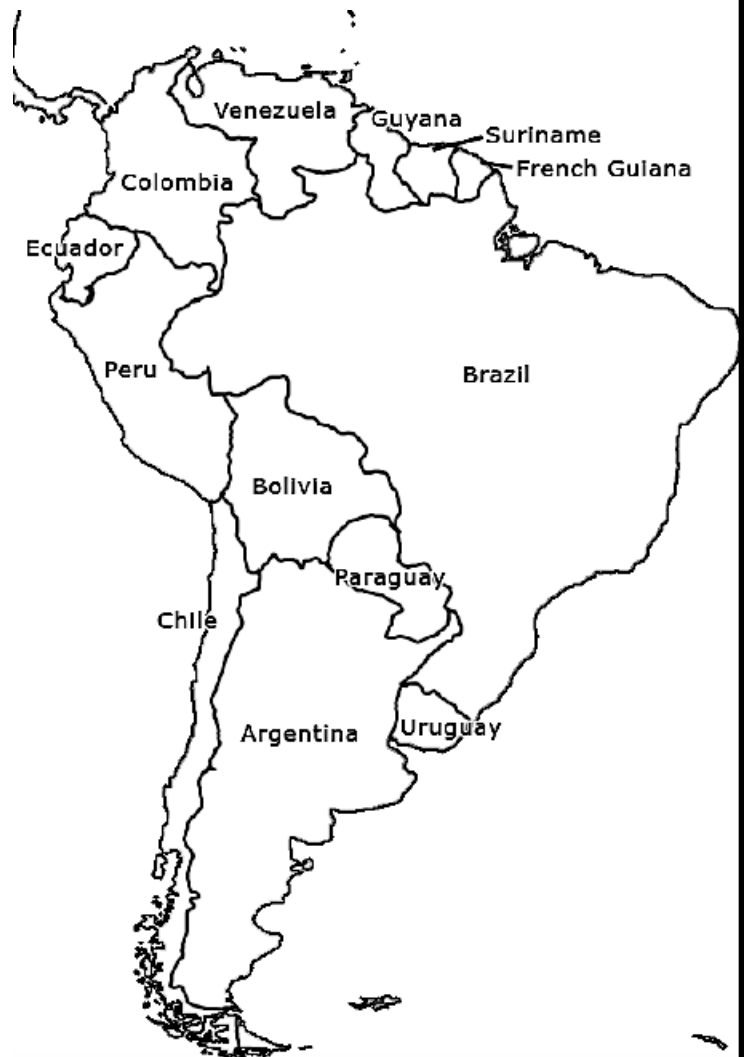 Venezuela
Guyana
Suriname
French Guiana
Colombia
Ecuador
Peru
Brazil
Bolivia
Paraguay
Chile
Argentina
Uruguay